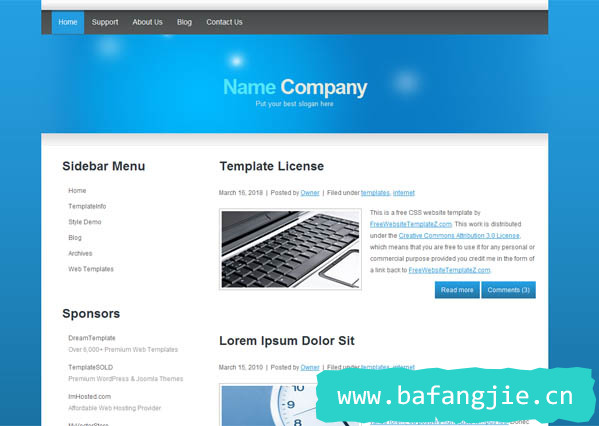 Home Support About Us Blog Contact Us
Name Company
Put your best slogan here
Sidebar Menu
Home
TemplateInfo
Style Demo
Blog
Archives
Web Templates
Sponsors
DreamTemplate
Over 6,000+ Premium Web Templates
TemplateSOLD
Premium WordPress & Joomla Themes
ImHosted.com
Affordable Web Hosting Provider
MyVectorStore
Template License
March 16, 2018 | Posted by Owner | Filed under templates, internet
This is a free CSS website template by
FreeWebsiteTemplateZ.com. This work is distributed
under the Creative Commons Attribution 3.0 License,
which means that you are free to use it for any personal or
commercial purpose provided you credit me in the form of
a link back to FreeWebsiteTemplateZ.com.
Read more Comments (3)
Lorem Ipsum Dolor Sit
March 15, 2010 | Posted by Owner | Filed under templates, internet
www.bafangjie.cn